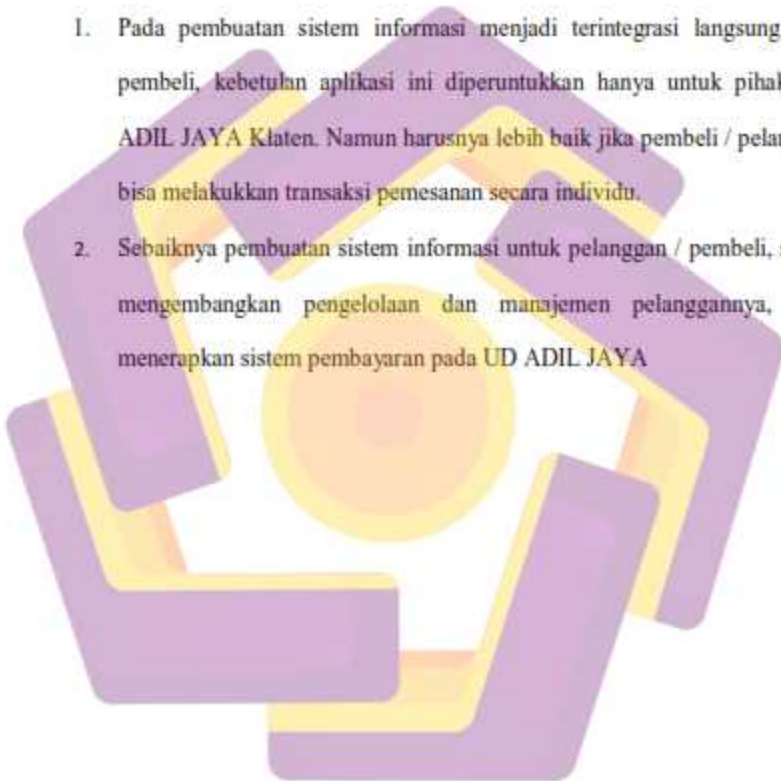 1. Pada pembuatan sistem informasi menjadi terintegrasi langsung
pembeli, kebetulan aplikasi ini diperuntukkan hanya untuk pihak
ADIL JAYA Klaten. Namun harusnya lebih baik jika pembeli / pelan
bisa melakukkan transaksi pemesanan secara individu.
2. Sebaiknya pembuatan sistem informasi untuk pelanggan / pembeli,
mengembangkan pengelolaan dan manajemen pelanggannya,
menerapkan sistem pembayaran pada UD ADIL JAYA